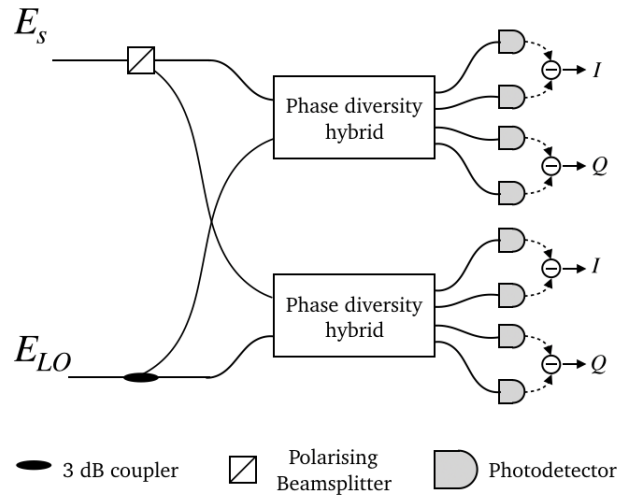 E_s
Phase diversity
hybrid
I
Q
Phase diversity
hybrid
I
Q
E_LO
3 dB coupler
Polarising
Beamsplitter
Photodetector